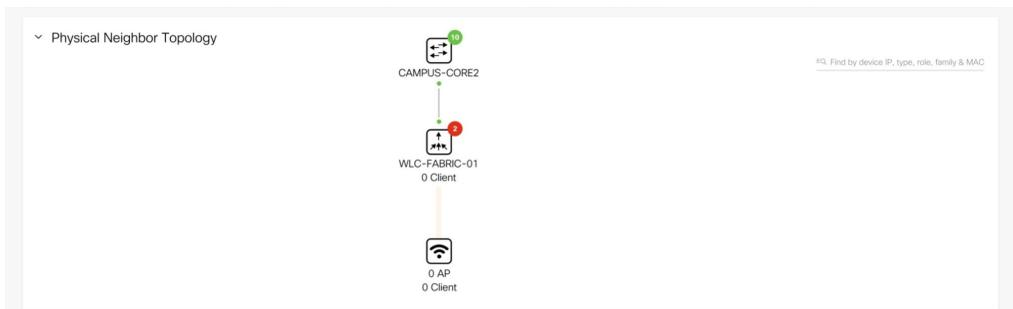 Physical Neighbor Topology
10
CAMPUS-CORE2
Find by device IP, type, role, family & MAC
2
WLC-FABRIC-01
0 Client
0 AP
0 Client